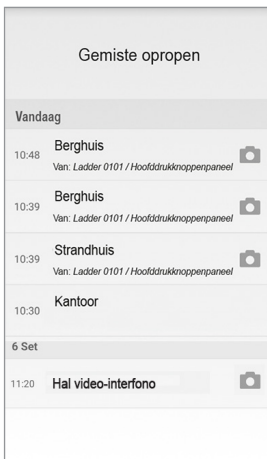 Gemiste opropen
Vandaag
10:48
Berghuis
Van: Ladder 0101 / Hoofddrukknoppenpaneel
10:39
Berghuis
Van: Ladder 0101 / Hoofddrukknoppenpaneel
10:39
Strandhuis
Van: Ladder 0101 / Hoofddrukknoppenpaneel
10:30
Kantoor
6 Set
11:20
Hal video-interfono